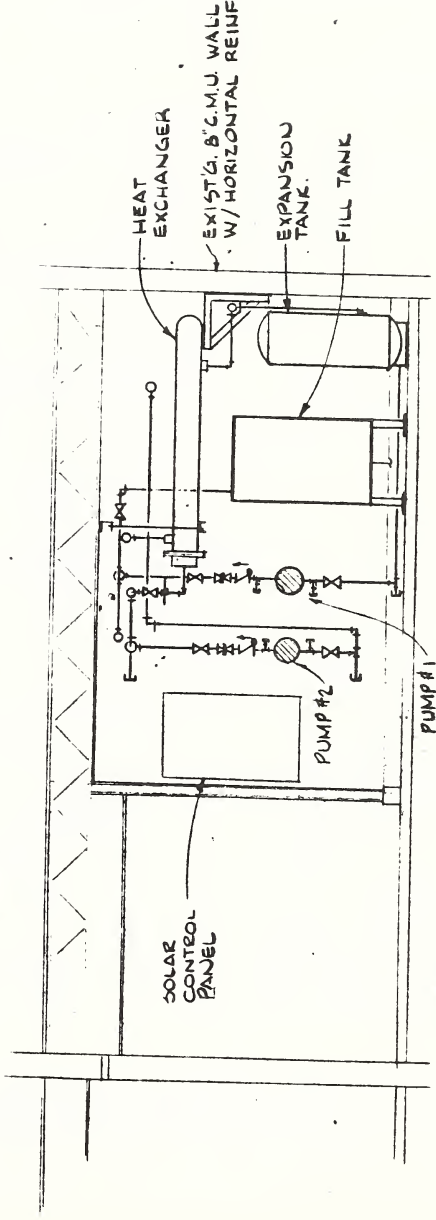 HEAT
EXCHANGER
EXIST'G. 8" C.M.U. WALL
W/ HORIZONTAL REINF
EXPANSION
TANK.
FILL TANK
SOLAR
CONTROL
PANEL
PUMP #2
PUMP #1